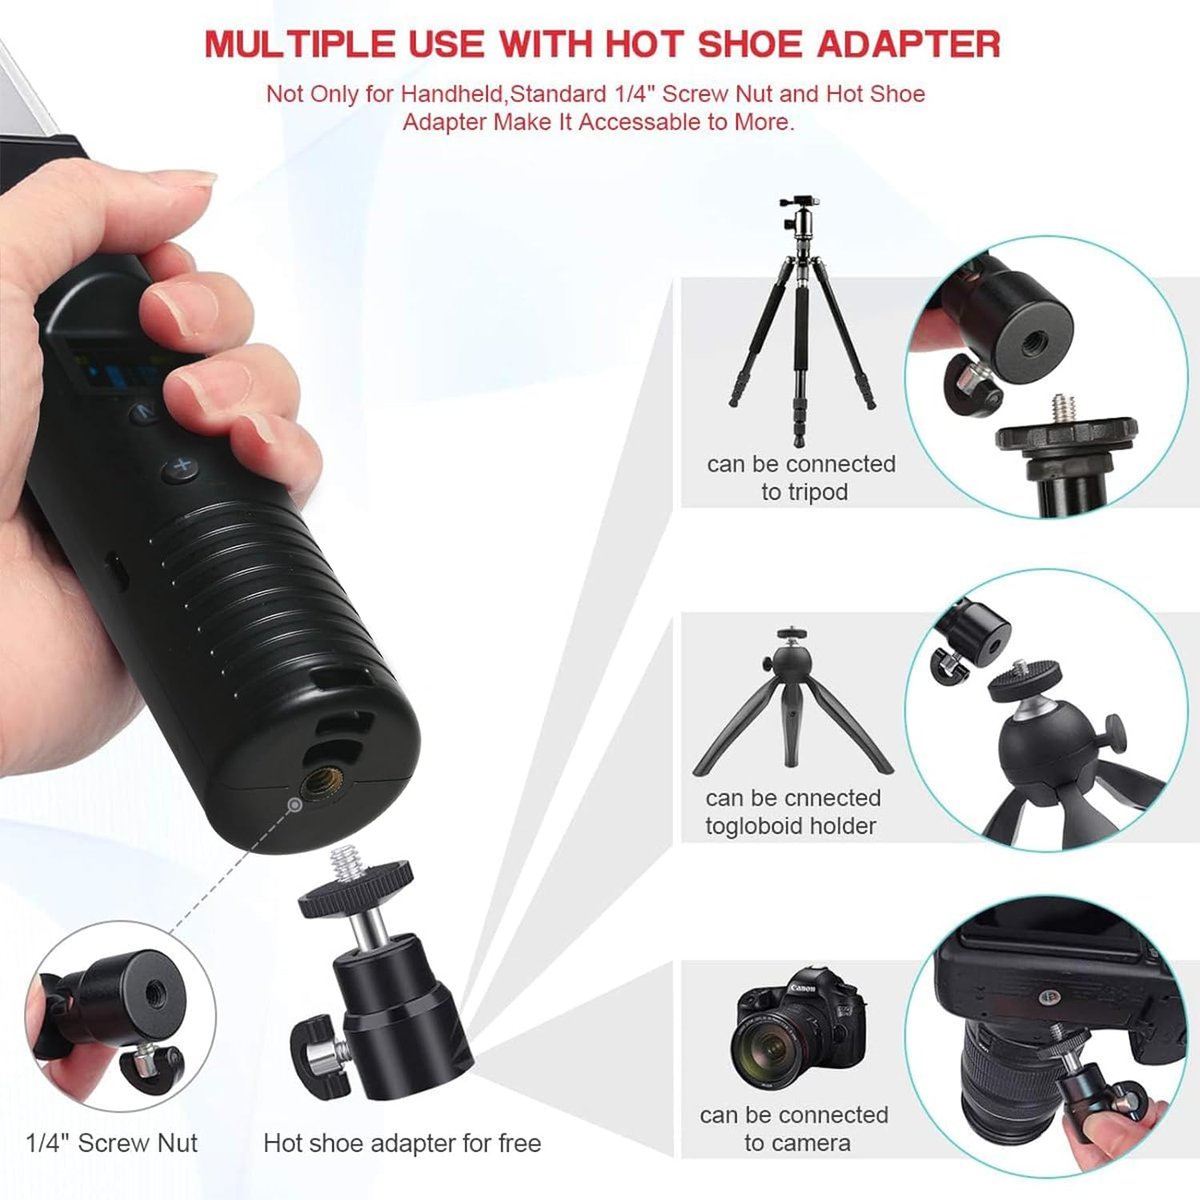 MULTIPLE USE WITH HOT SHOE ADAPTER
Not Only for Handheld,Standard 1/4" Screw Nut and Hot Shoe
Adapter Make It Accessable to More.
can be connected
to tripod
can be cnnected
togloboid holder
Canon
can be connected
to camera
1/4" Screw Nut
Hot shoe adapter for free